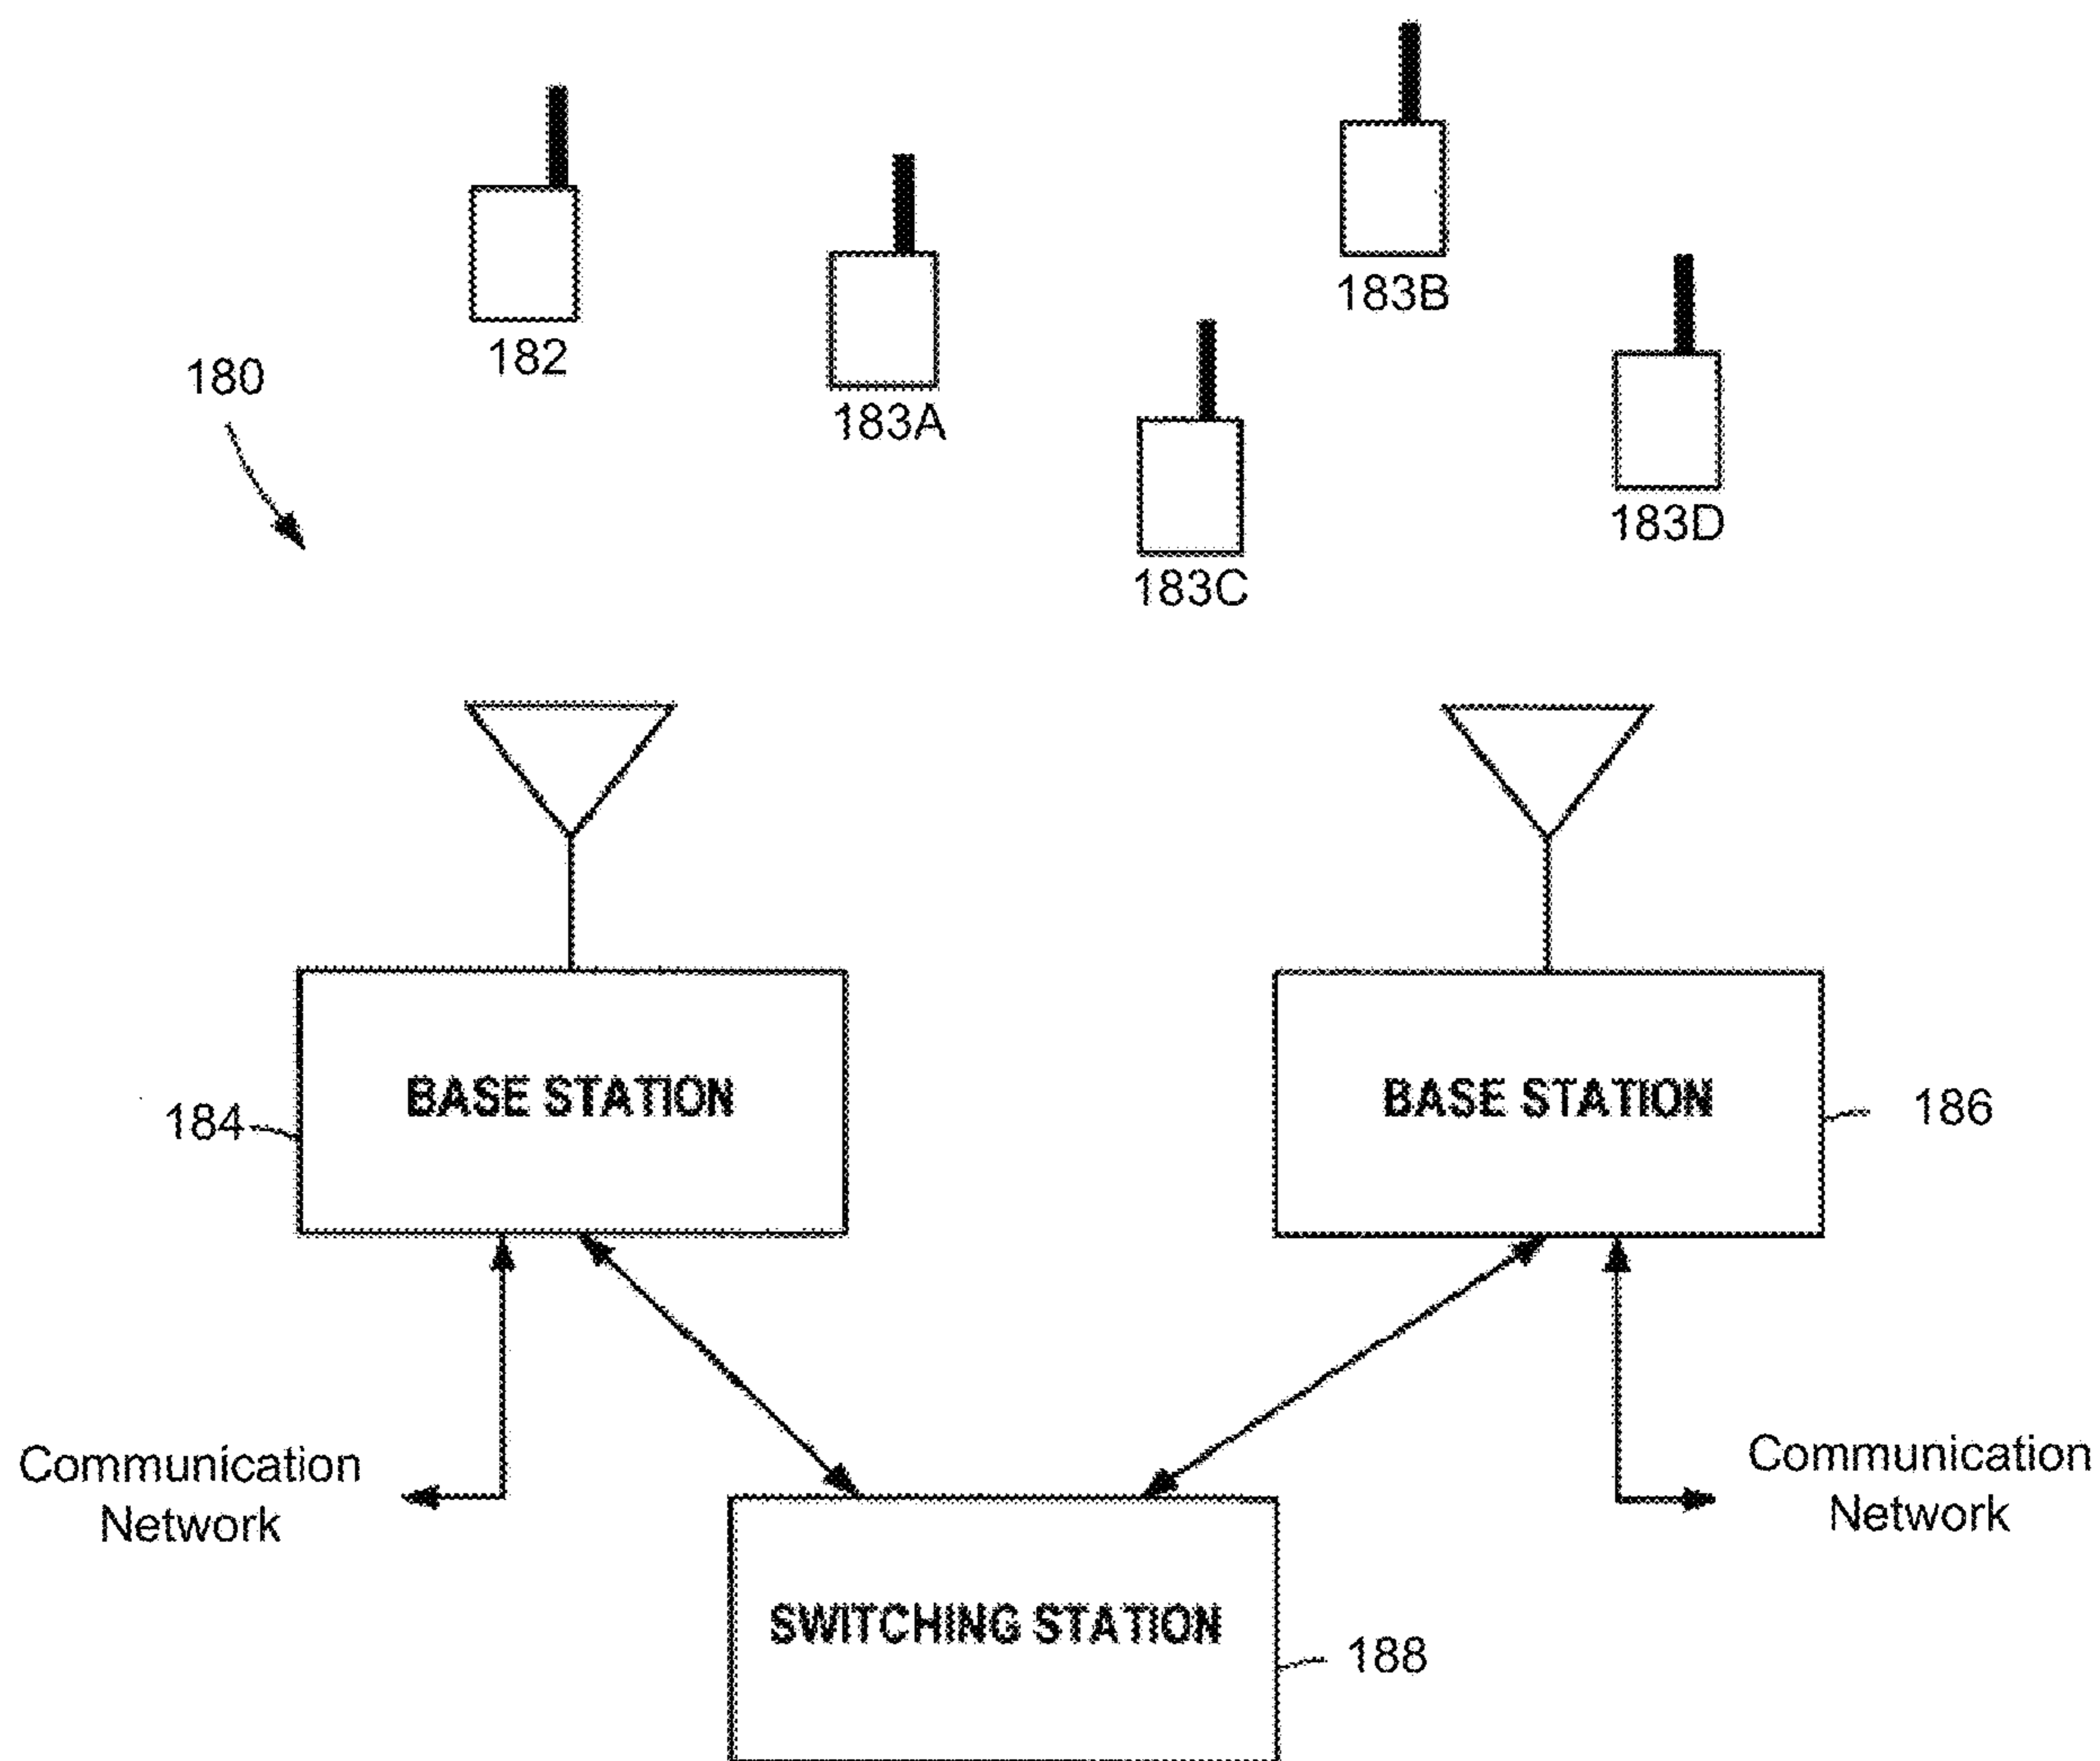 183B
182
180
183A
183D
183C
BASE STATION
BASE STATION
184
186
Communication
Network
Communication
Network
SWITCHING STATION
188